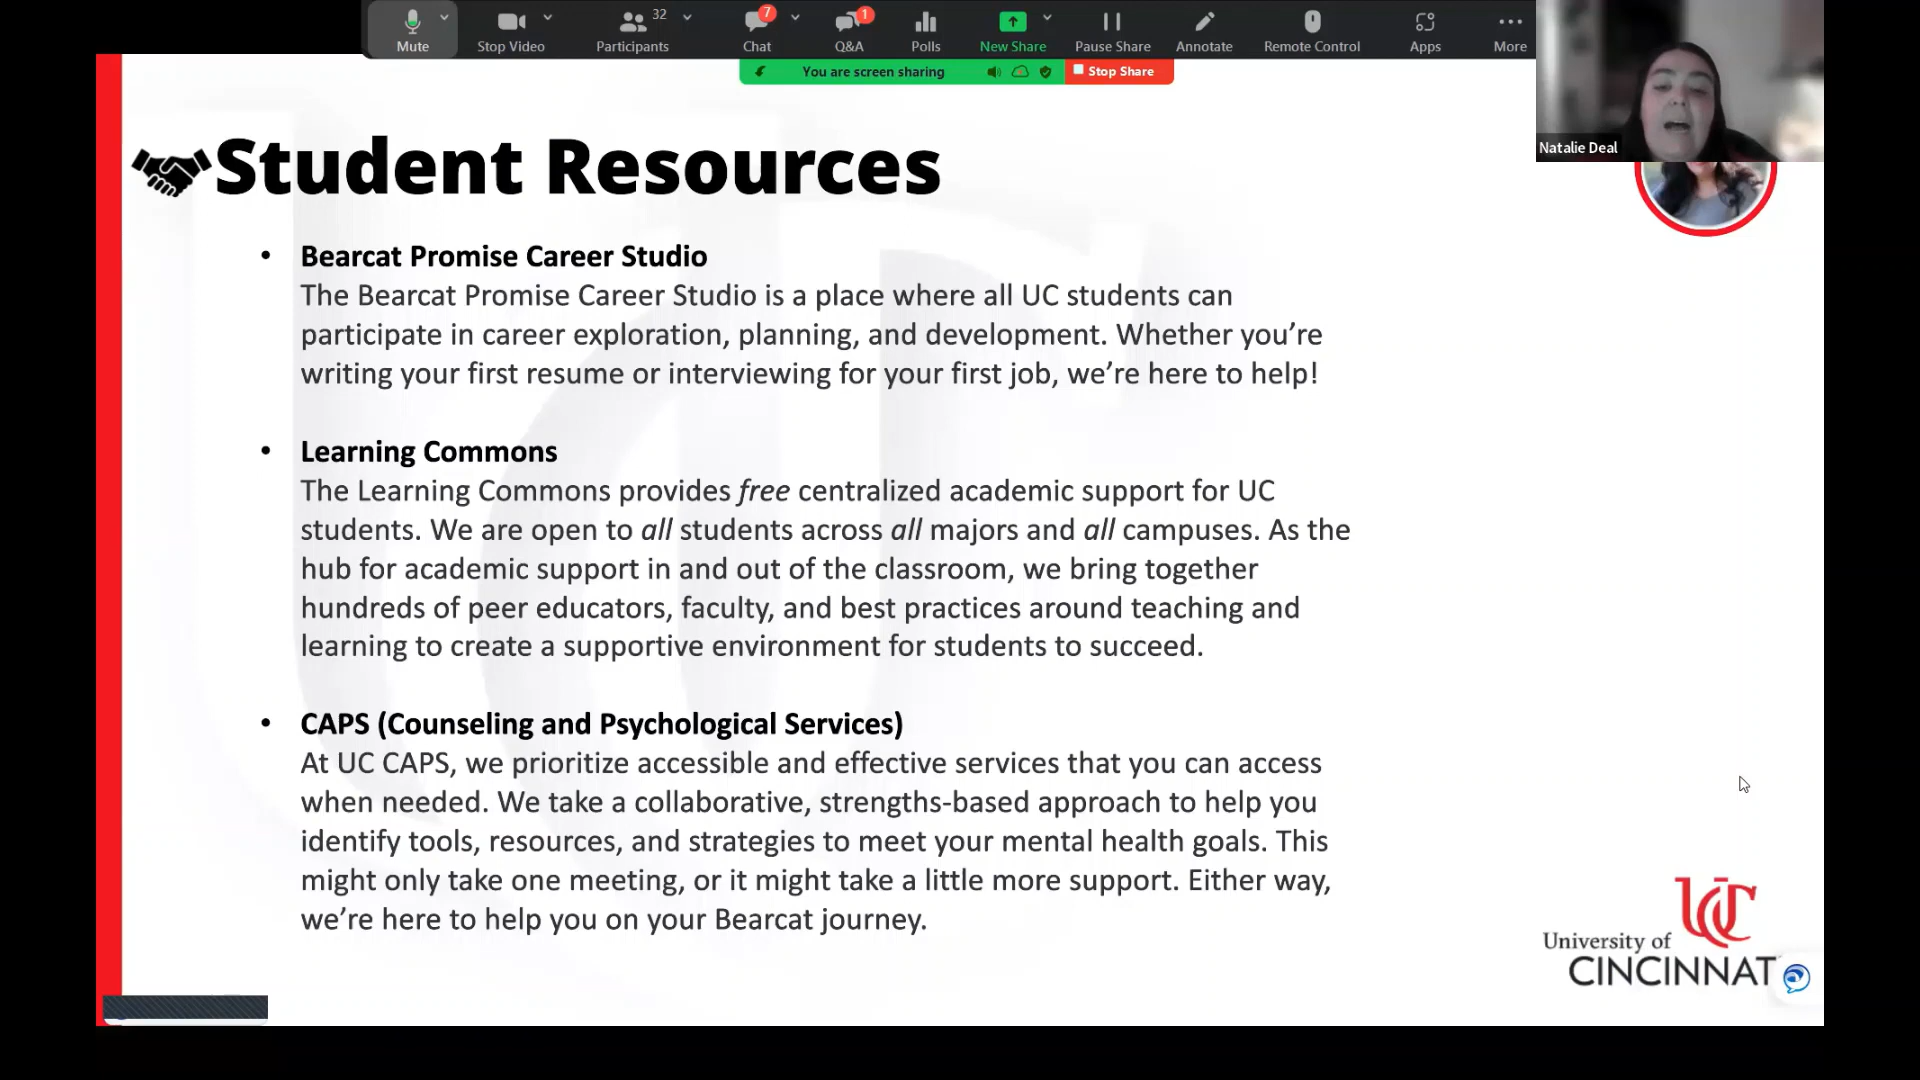 Mute
Stop Video
Participants
32
Chat
7
Q&A
1
Polls
New Share
Pause Share
Annotate
Remote Control
Apps
More
You are screen sharing
Stop Share
Natalie Deal
Student Resources
• Bearcat Promise Career Studio
The Bearcat Promise Career Studio is a place where all UC students can
participate in career exploration, planning, and development. Whether you’re
writing your first resume or interviewing for your first job, we’re here to help!
• Learning Commons
The Learning Commons provides free centralized academic support for UC
students. We are open to all students across all majors and all campuses. As the
hub for academic support in and out of the classroom, we bring together
hundreds of peer educators, faculty, and best practices around teaching and
learning to create a supportive environment for students to succeed.
• CAPS (Counseling and Psychological Services)
At UC CAPS, we prioritize accessible and effective services that you can access
when needed. We take a collaborative, strengths-based approach to help you
identify tools, resources, and strategies to meet your mental health goals. This
might only take one meeting, or it might take a little more support. Either way,
we’re here to help you on your Bearcat journey.
UC
University of
CINCINNAT